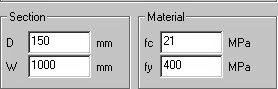 Section Material
D 150 mm fc 21 MPa
W 1000 mm fy 400 MPa